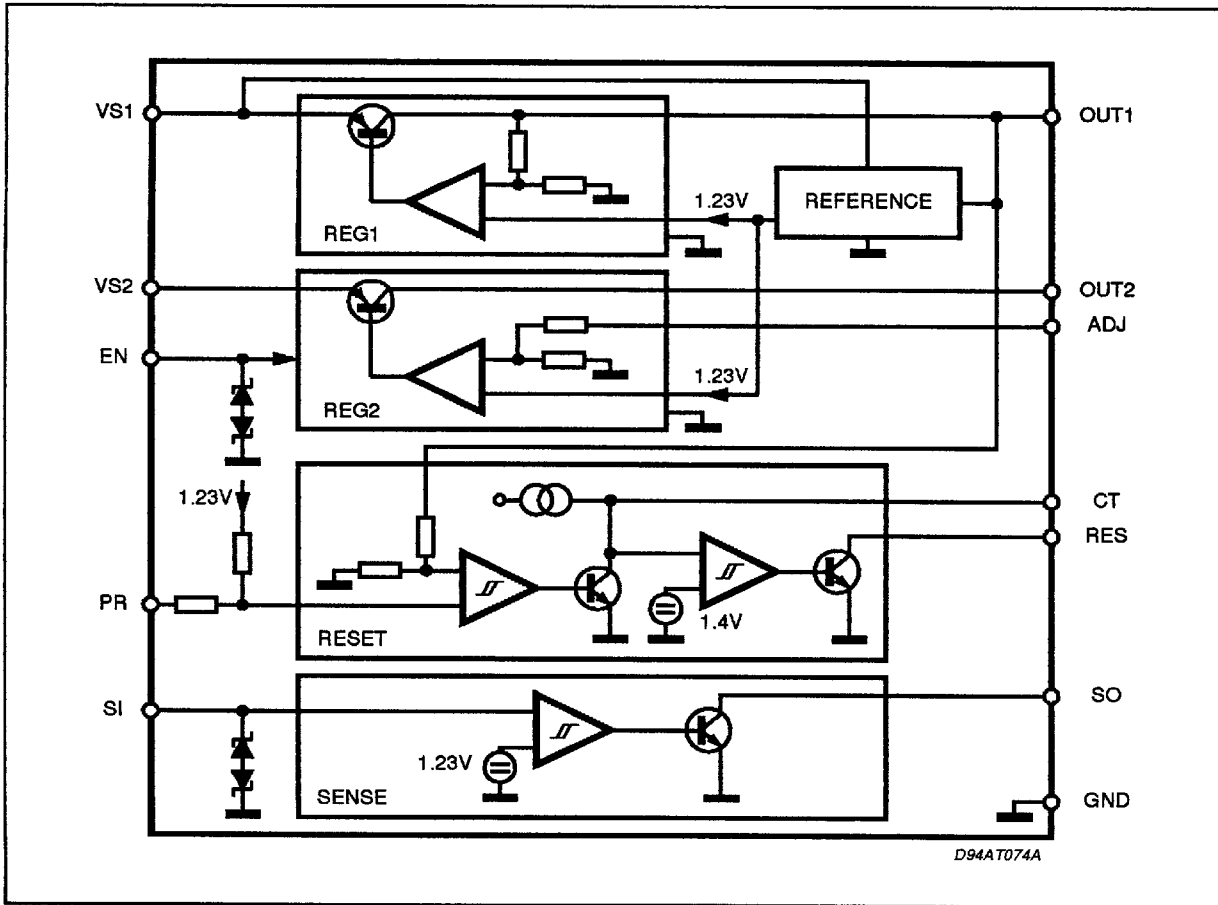 VS1
OUT1
1.23V
REFERENCE
REG1
VS2
OUT2
ADJ
EN
1.23V
REG2
1.23V
CT
RES
PR
1.4V
RESET
SI
SO
1.23V
SENSE
GND
D94AT074A